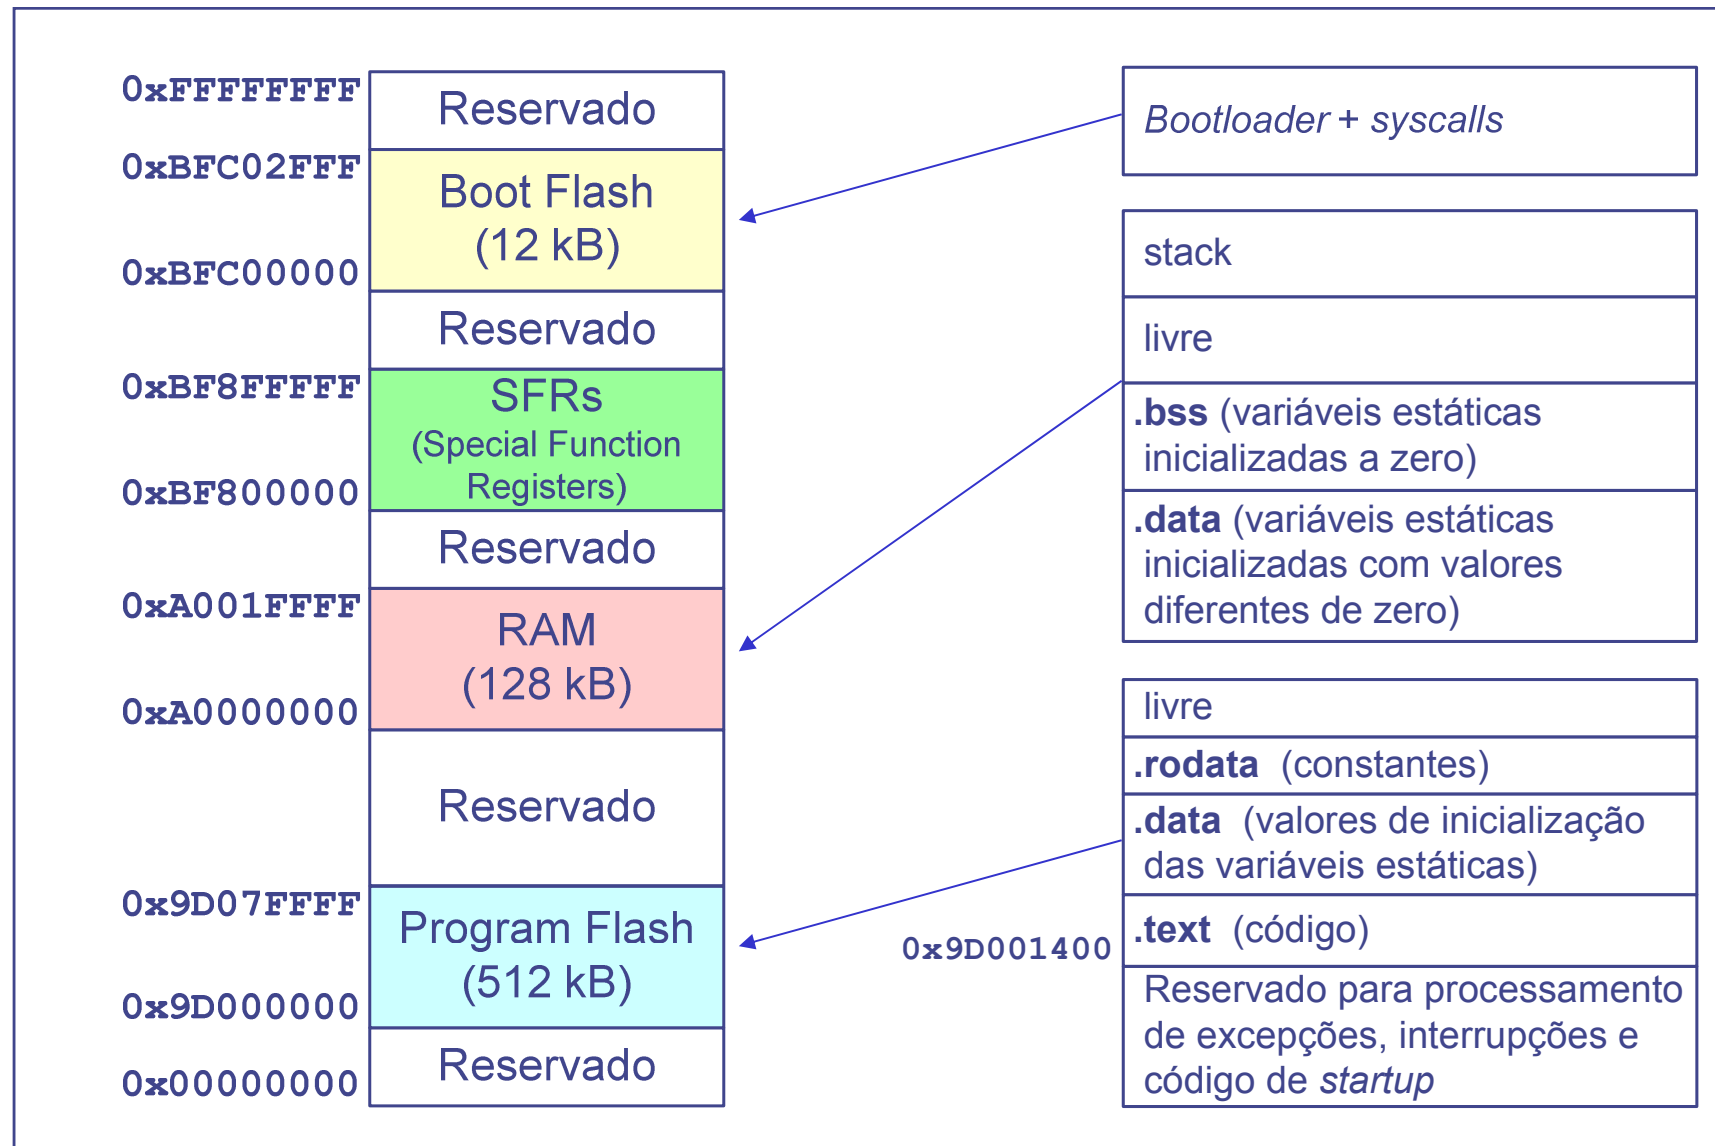 0xFFFFFFFF
Reservado
0xBFC02FFF
Boot Flash
(12 kB)
0xBFC00000
Reservado
0xBF8FFFFF
SFRs
(Special Function
Registers)
0xBF800000
Reservado
0xA001FFFF
RAM
(128 kB)
0xA0000000
Reservado
0x9D07FFFF
Program Flash
(512 kB)
0x9D000000
Reservado
0x00000000
Bootloader + syscalls
stack
livre
.bss (variáveis estáticas
inicializadas a zero)
.data (variáveis estáticas
inicializadas com valores
diferentes de zero)
livre
.rodata (constantes)
.data (valores de inicialização
das variáveis estáticas)
0x9D001400
.text (código)
Reservado para processamento
de excepções, interrupções e
código de startup